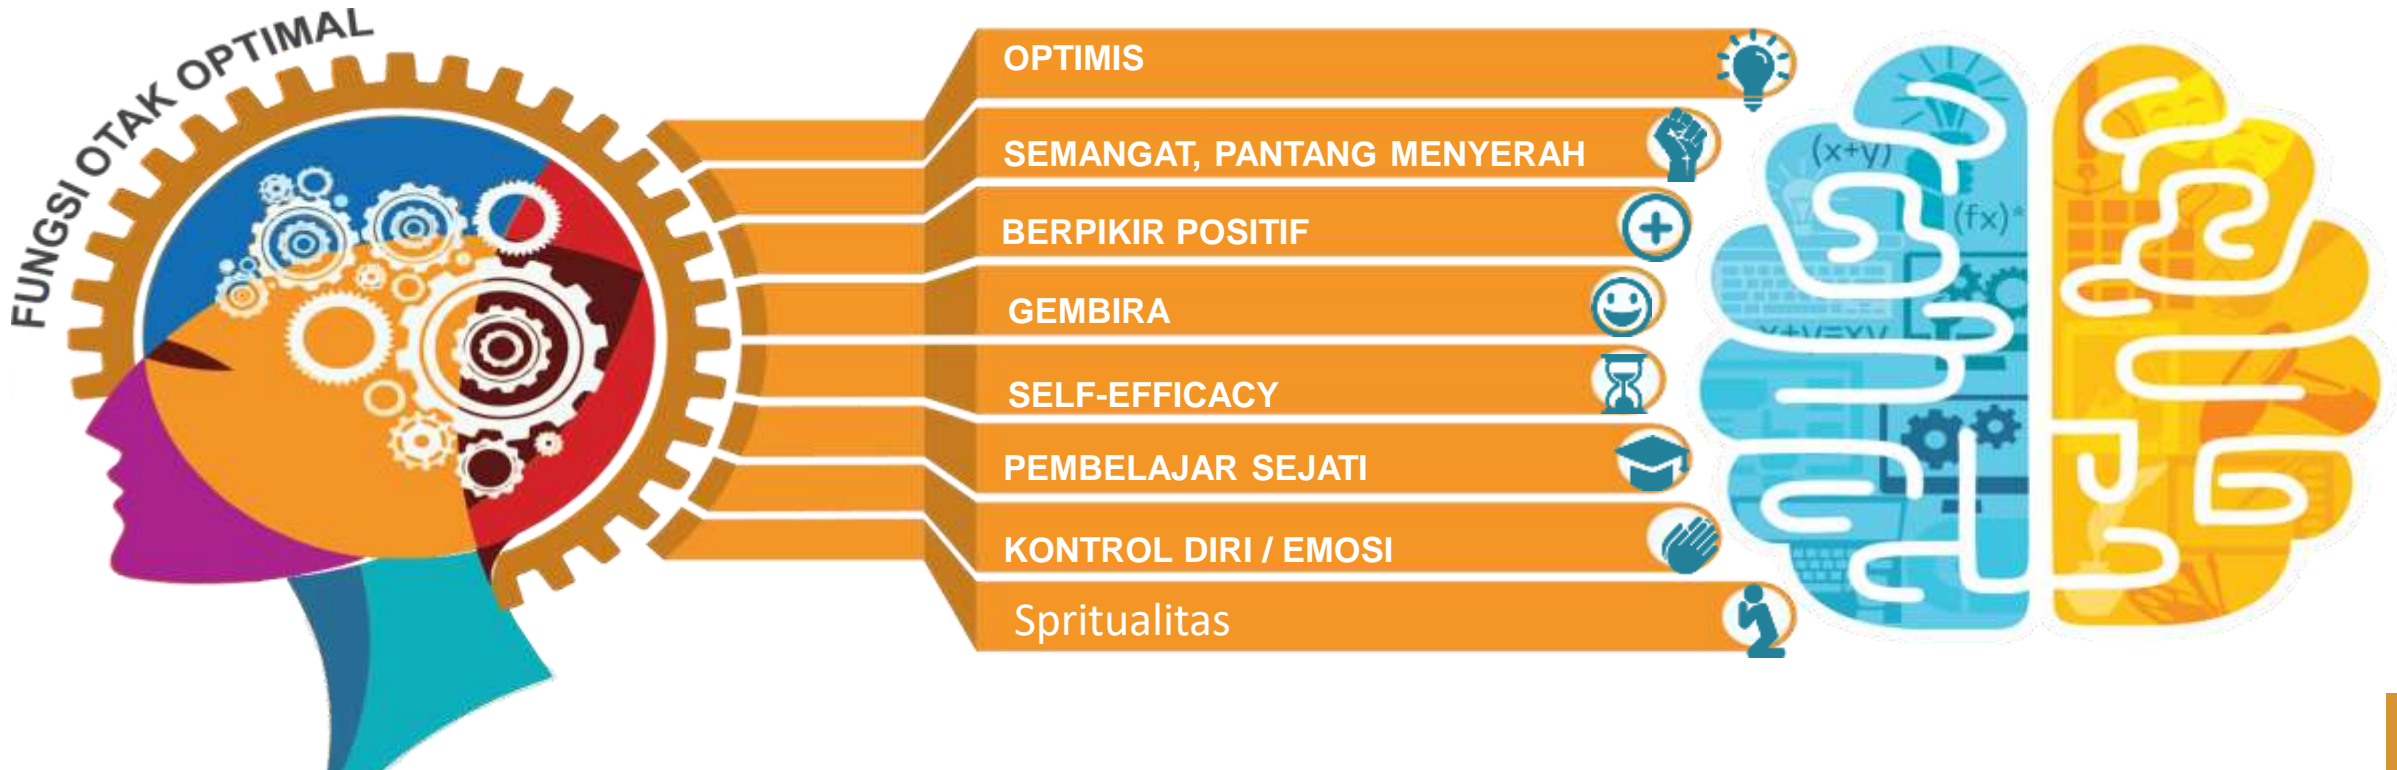 FUNGSI OTAK OPTIMAL
OPTIMIS
SEMANGAT, PANTANG MENYERAH
BERPIKIR POSITIF
GEMBIRA
SELF-EFFICACY
PEMBELAJAR SEJATI
KONTROL DIRI / EMOSI
Spritualitas
(x+y)
(fx)*
x+y=xy